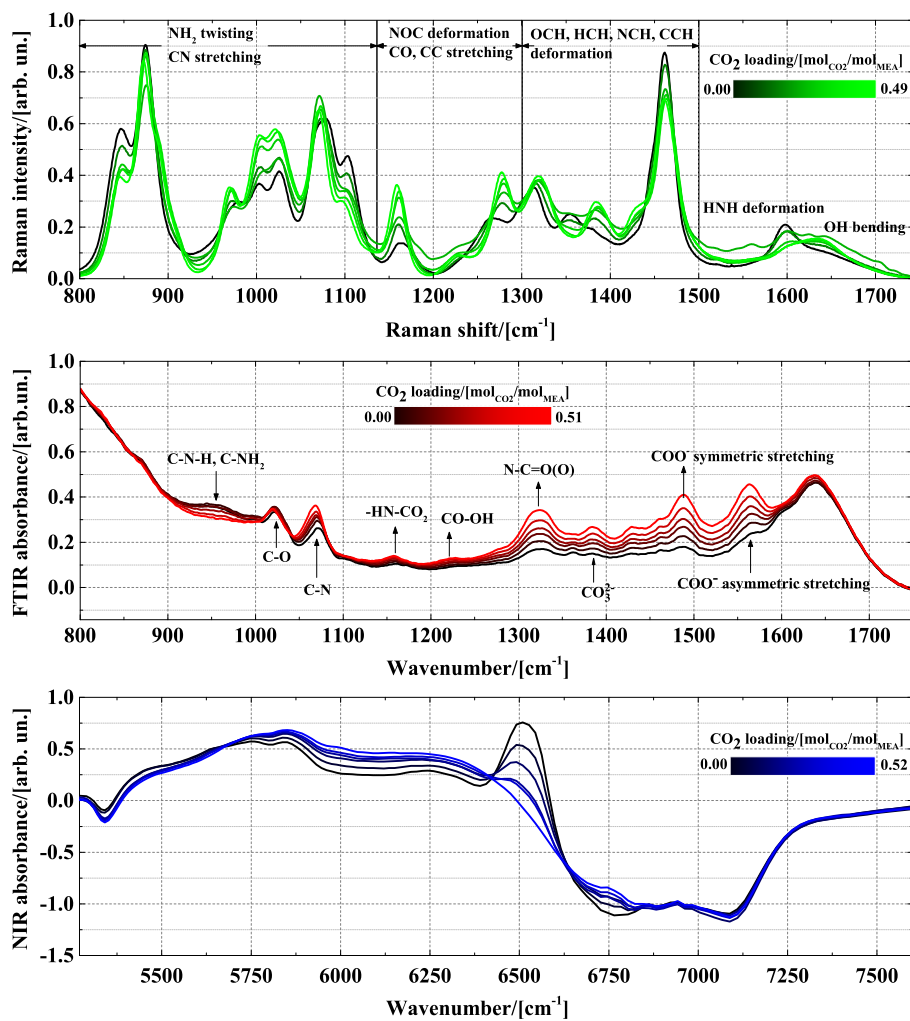 NH₂ twisting
CN stretching
NOC deformation
CO, CC stretching
OCH, HCH, NCH, CCH
deformation
CO₂ loading/[mol_CO2/mol_MEA]
0.00 0.49
HNH deformation
OH bending
Raman intensity/[arb. un.]
1.0
0.8
0.6
0.4
0.2
0.0
800 900 1000 1100 1200 1300 1400 1500 1600 1700
Raman shift/[cm⁻¹]
CO₂ loading/[mol_CO2/mol_MEA]
0.00 0.51
C-N-H, C-NH₂
C-O
C-N
-HN-CO₂
CO-OH
N-C=O(O)
CO₃²⁻
COO⁻ symmetric stretching
COO⁻ asymmetric stretching
FTIR absorbance/[arb.un.]
1.0
0.8
0.6
0.4
0.2
0.0
800 900 1000 1100 1200 1300 1400 1500 1600 1700
Wavenumber/[cm⁻¹]
CO₂ loading/[mol_CO2/mol_MEA]
0.00 0.52
NIR absorbance/[arb. un.]
1.0
0.5
0.0
-0.5
-1.0
-1.5
5500 5750 6000 6250 6500 6750 7000 7250 7500
Wavenumber/[cm⁻¹]